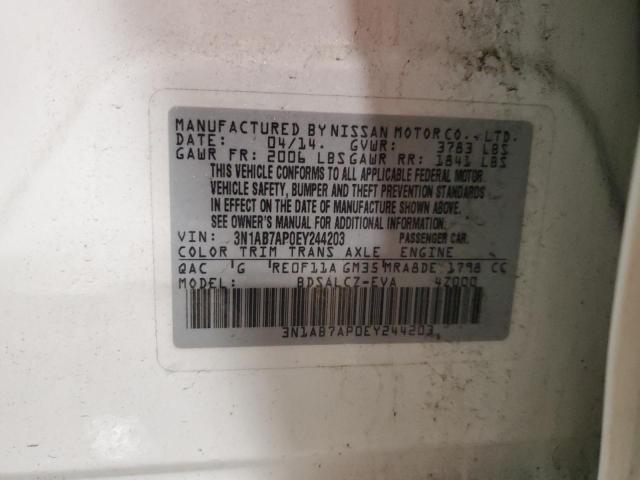 MANUFACTURED BY NISSAN MOTOR CO., LTD.
DATE: 04/14. GVWR: 3783 LBS
GAWR FR: 2006 LBS GAWR RR: 1841 LBS
THIS VEHICLE CONFORMS TO ALL APPLICABLE FEDERAL MOTOR
VEHICLE SAFETY, BUMPER AND THEFT PREVENTION STANDARDS
IN EFFECT ON THE DATE OF MANUFACTURE SHOWN ABOVE.
SEE OWNER'S MANUAL FOR ADDITIONAL INFORMATION.
VIN: 3N1AB7AP0EY244203 PASSENGER CAR.
COLOR TRIM TRANS AXLE ENGINE
QAC G RE0F11A GM35 MRA8DE 1798 CC
MODEL: BDSALCZ-EVA 4Z000
3N1AB7AP0EY244203